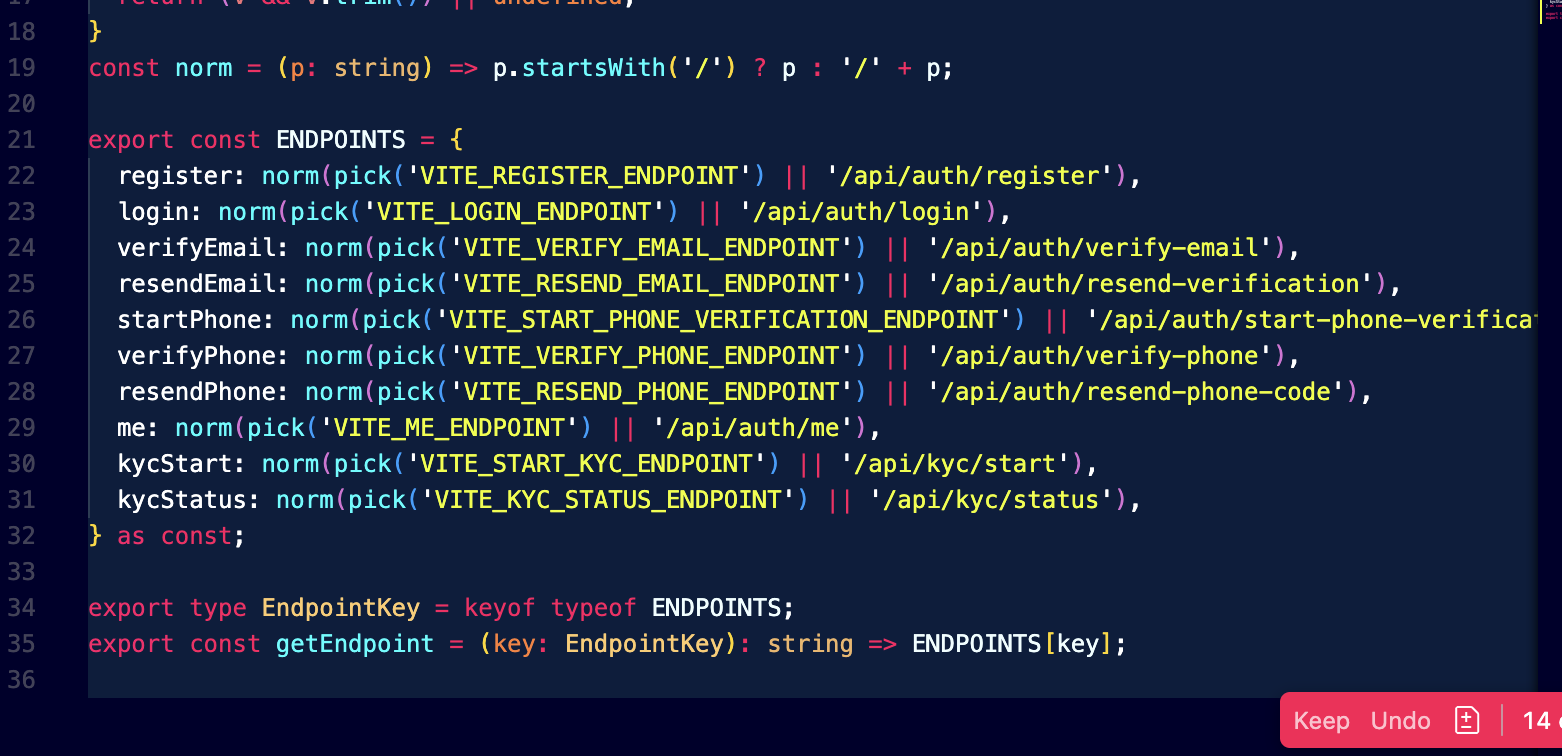 17 return (v && v.trim()) || undefined;
18 }
19 const norm = (p: string) => p.startsWith('/') ? p : '/' + p;
20
21 export const ENDPOINTS = {
22 register: norm(pick('VITE_REGISTER_ENDPOINT') || '/api/auth/register'),
23 login: norm(pick('VITE_LOGIN_ENDPOINT') || '/api/auth/login'),
24 verifyEmail: norm(pick('VITE_VERIFY_EMAIL_ENDPOINT') || '/api/auth/verify-email'),
25 resendEmail: norm(pick('VITE_RESEND_EMAIL_ENDPOINT') || '/api/auth/resend-verification'),
26 startPhone: norm(pick('VITE_START_PHONE_VERIFICATION_ENDPOINT') || '/api/auth/start-phone-verificat
27 verifyPhone: norm(pick('VITE_VERIFY_PHONE_ENDPOINT') || '/api/auth/verify-phone'),
28 resendPhone: norm(pick('VITE_RESEND_PHONE_ENDPOINT') || '/api/auth/resend-phone-code'),
29 me: norm(pick('VITE_ME_ENDPOINT') || '/api/auth/me'),
30 kycStart: norm(pick('VITE_START_KYC_ENDPOINT') || '/api/kyc/start'),
31 kycStatus: norm(pick('VITE_KYC_STATUS_ENDPOINT') || '/api/kyc/status'),
32 } as const;
33
34 export type EndpointKey = keyof typeof ENDPOINTS;
35 export const getEndpoint = (key: EndpointKey): string => ENDPOINTS[key];
36
Keep Undo 14